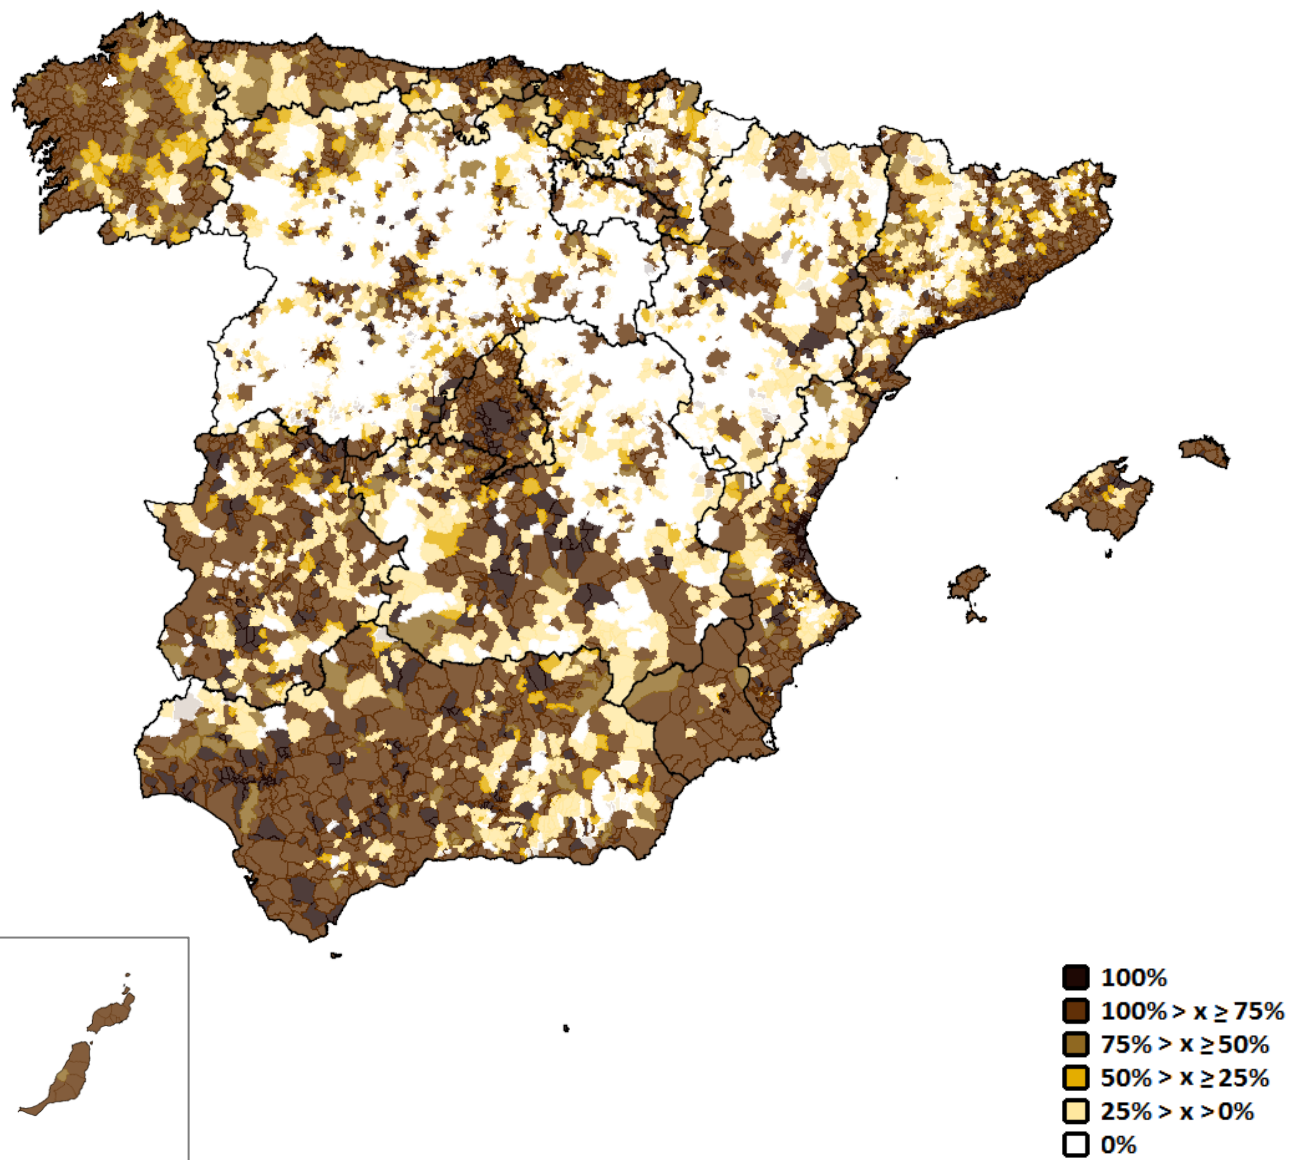 100%
100% > x ≥ 75%
75% > x ≥ 50%
50% > x ≥ 25%
25% > x > 0%
0%